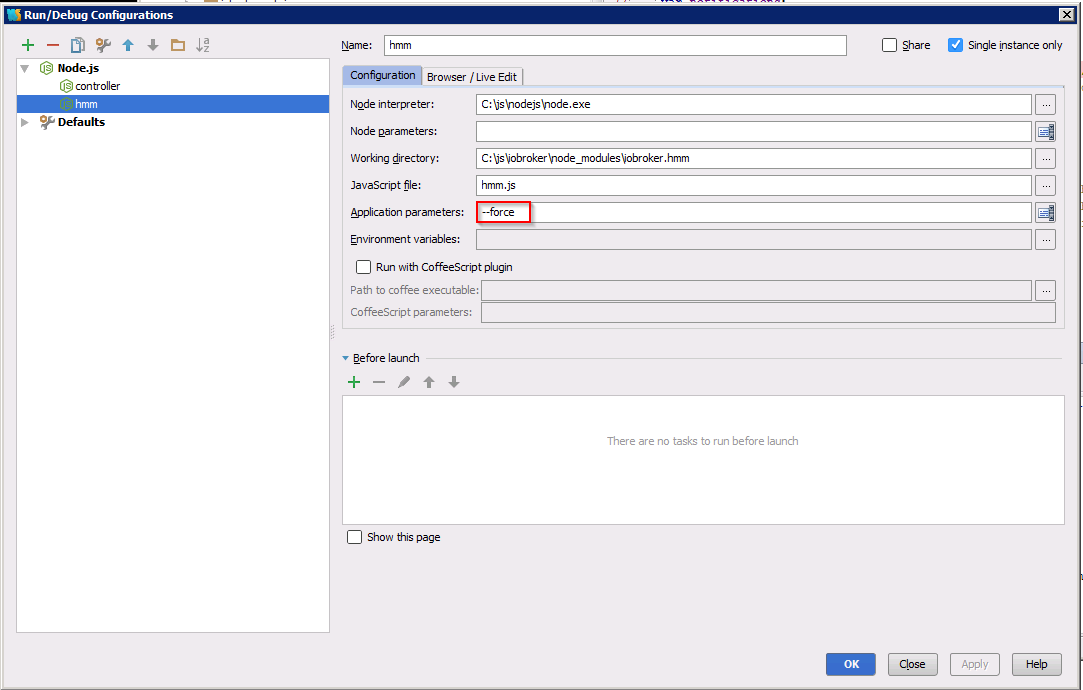 Run/Debug Configurations
Name: hmm
Share
Single instance only
Node.js
controller
hmm
Defaults
Configuration
Browser / Live Edit
Node interpreter: C:\js\nodejs\node.exe ...
Node parameters:
Working directory: C:\js\iobroker\node_modules\iobroker.hmm ...
JavaScript file: hmm.js ...
Application parameters: --force
Environment variables: ...
Run with CoffeeScript plugin
Path to coffee executable: ...
CoffeeScript parameters:
Before launch
There are no tasks to run before launch
Show this page
OK Close Apply Help